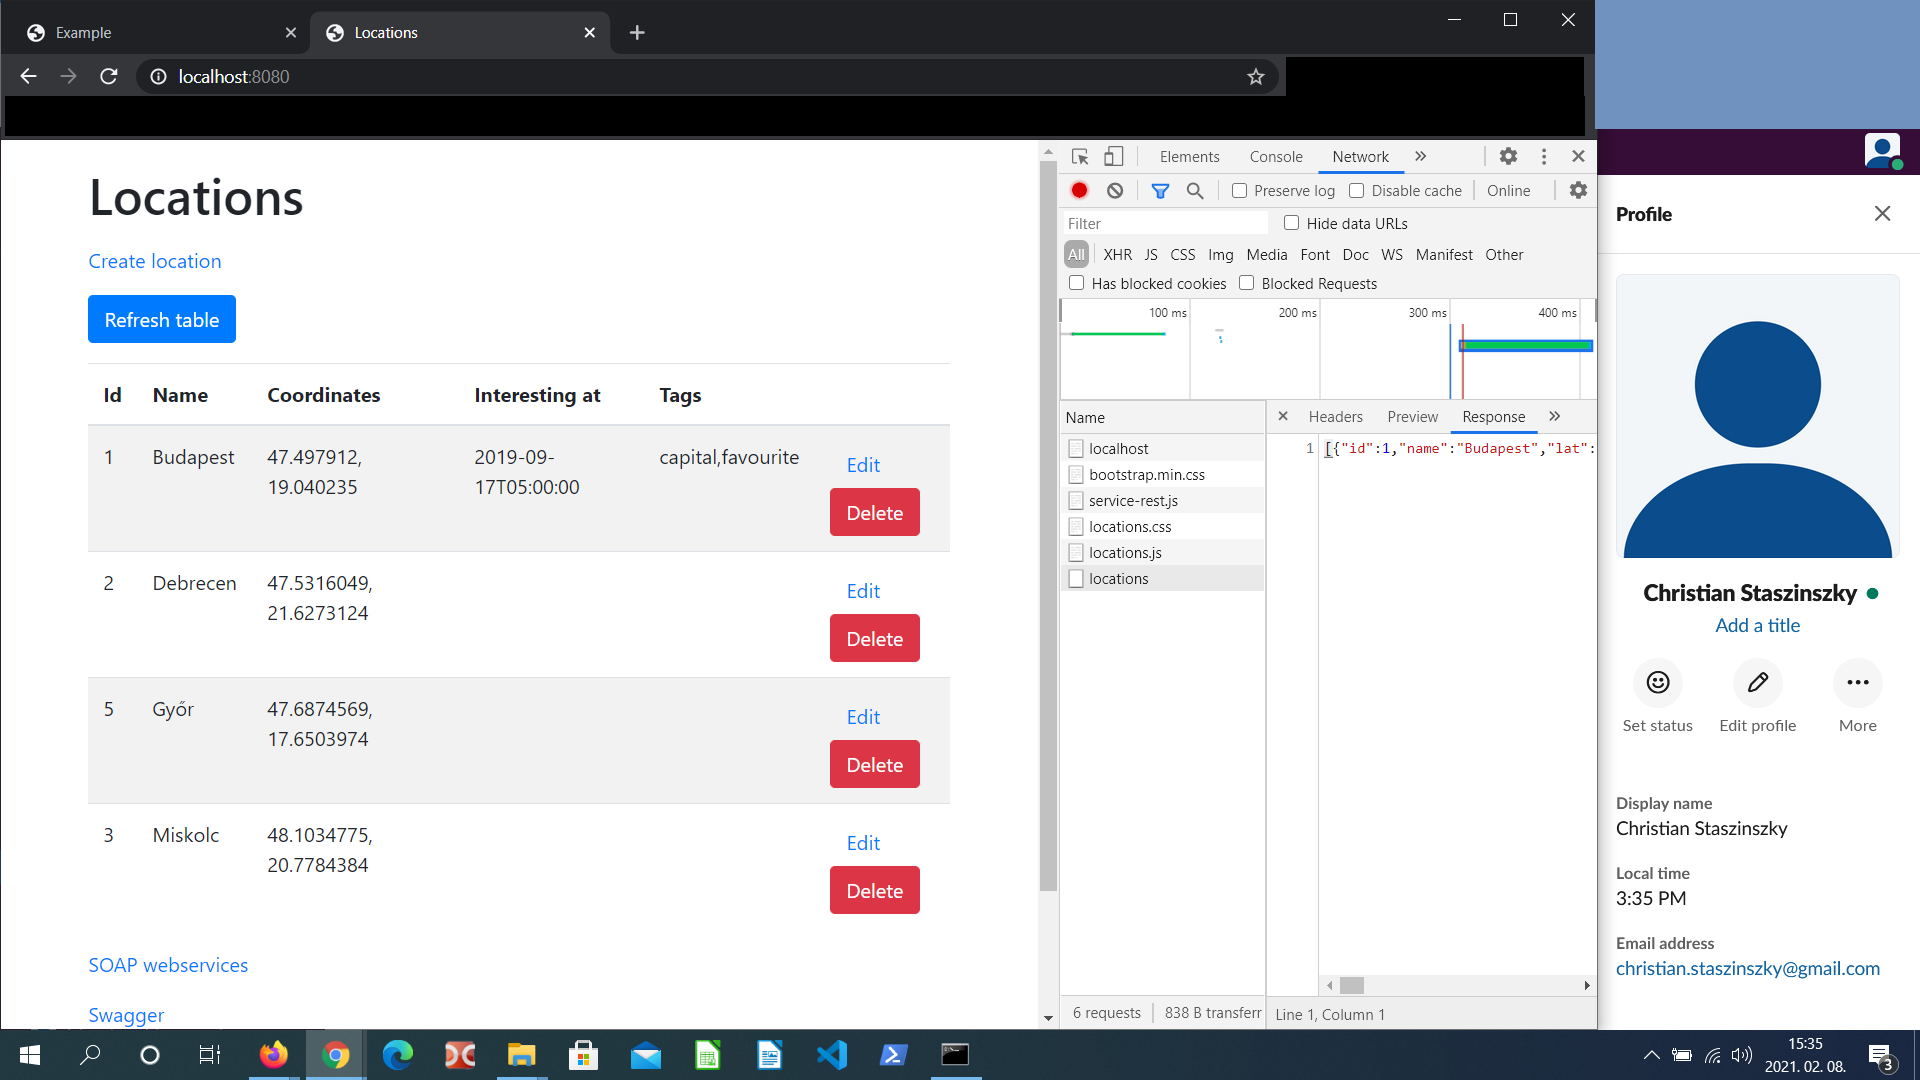 Example
Locations
localhost:8080
Locations
Create location
Refresh table
Id Name Coordinates Interesting at Tags
1 Budapest 47.497912, 19.040235 2019-09-17T05:00:00 capital,favourite Edit Delete
2 Debrecen 47.5316049, 21.6273124 Edit Delete
5 Győr 47.6874569, 17.6503974 Edit Delete
3 Miskolc 48.1034775, 20.7784384 Edit Delete
SOAP webservices
Swagger
Elements Console Network
Preserve log Disable cache Online
Filter Hide data URLs
All XHR JS CSS Img Media Font Doc WS Manifest Other
Has blocked cookies Blocked Requests
100 ms 200 ms 300 ms 400 ms
Name
localhost
bootstrap.min.css
service-rest.js
locations.css
locations.js
locations
Headers Preview Response
1 [{"id":1,"name":"Budapest","lat":
6 requests 838 B transferr
Line 1, Column 1
Profile
Christian Staszinszky
Add a title
Set status Edit profile More
Display name
Christian Staszinszky
Local time
3:35 PM
Email address
christian.staszinszky@gmail.com
15:35
2021. 02. 08.
3